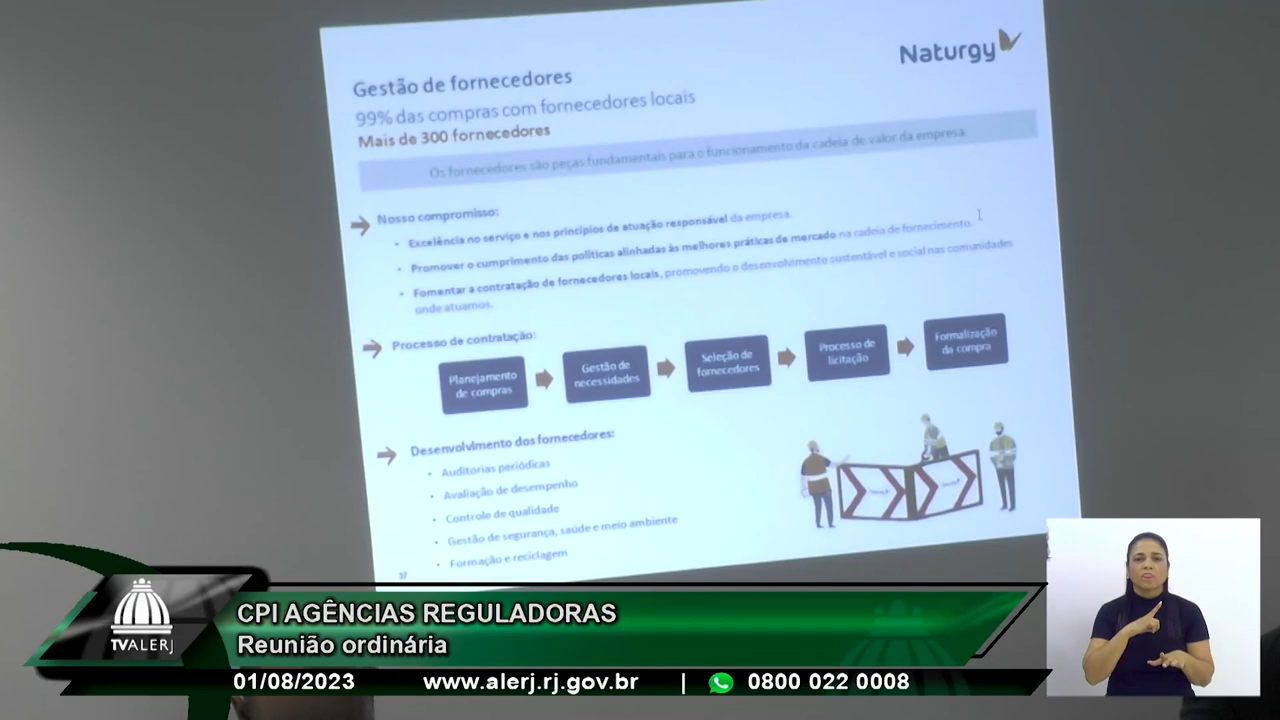 Naturgy
Gestão de fornecedores
99% das compras com fornecedores locais
Mais de 300 fornecedores
Os fornecedores são peças fundamentais para o funcionamento da cadeia de valor da empresa.
Nosso compromisso:
• Excelência no serviço e nos princípios de atuação responsável da empresa.
• Promover o cumprimento das políticas alinhadas às melhores práticas de mercado na cadeia de fornecimento.
• Fomentar a contratação de fornecedores locais, promovendo o desenvolvimento sustentável e social nas comunidades
onde atuamos.
Processo de contratação:
Planejamento
de compras
Gestão de
necessidades
Seleção de
fornecedores
Processo de
licitação
Formalização
da compra
Desenvolvimento dos fornecedores:
• Auditorias periódicas
• Avaliação de desempenho
• Controle de qualidade
• Gestão de segurança, saúde e meio ambiente
• Formação e reciclagem
37
TVALERJ
CPI AGÊNCIAS REGULADORAS
Reunião ordinária
01/08/2023 www.alerj.rj.gov.br | 0800 022 0008